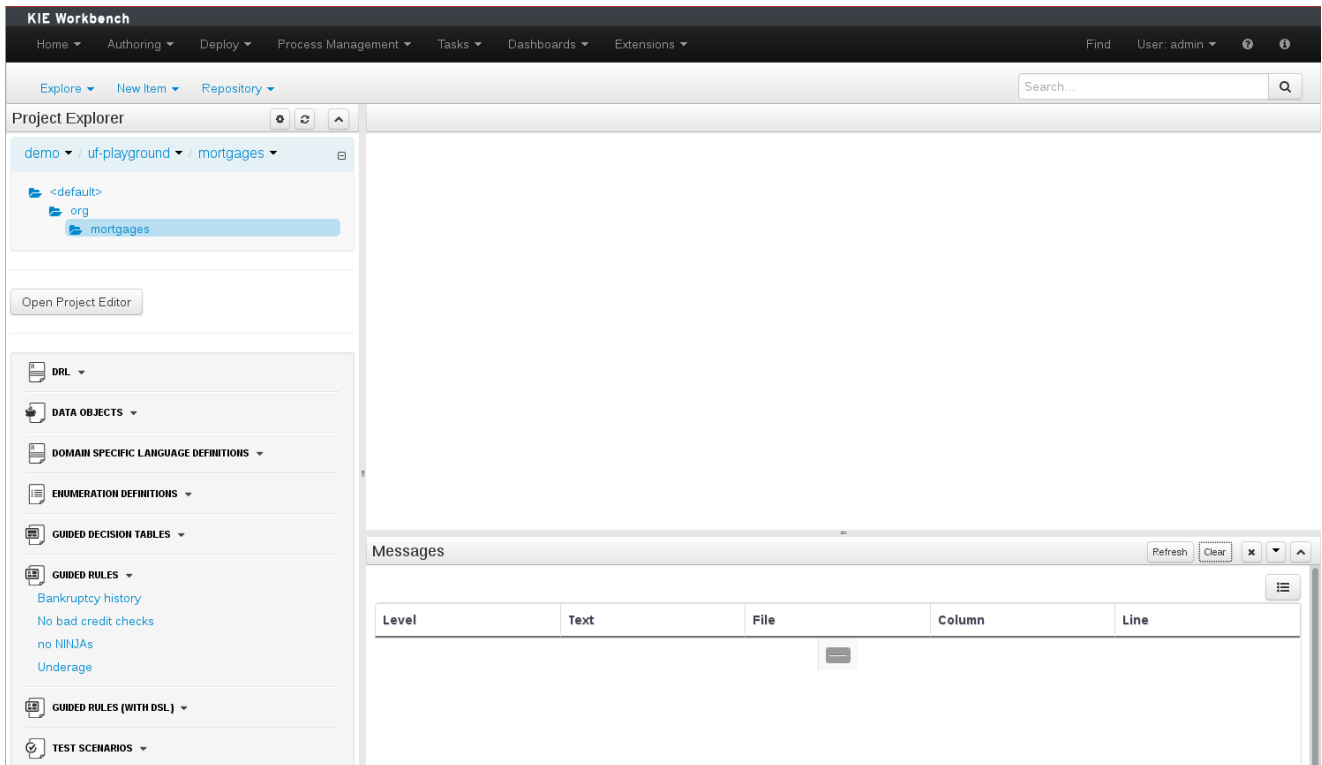 KIE Workbench
Home Authoring Deploy Process Management Tasks Dashboards Extensions Find User: admin
Explore New Item Repository Search...
Project Explorer
demo / uf-playground / mortgages
<default>
org
mortgages
Open Project Editor
DRL
DATA OBJECTS
DOMAIN SPECIFIC LANGUAGE DEFINITIONS
ENUMERATION DEFINITIONS
GUIDED DECISION TABLES
GUIDED RULES
Bankruptcy history
No bad credit checks
no NINJAs
Underage
GUIDED RULES (WITH DSL)
TEST SCENARIOS
Messages Refresh Clear
Level Text File Column Line